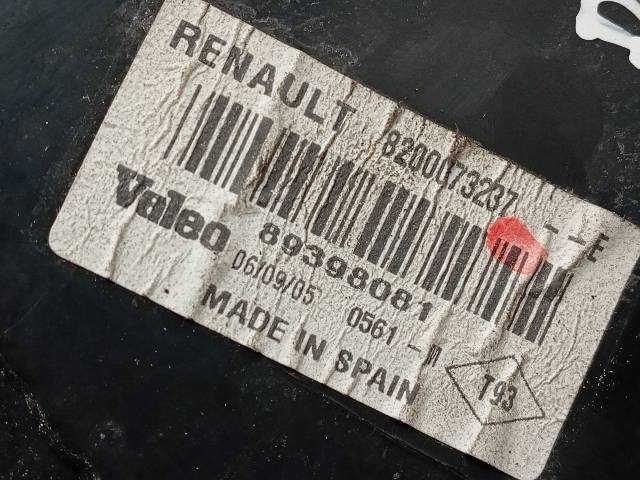 RENAULT 8200073237 --E
Valeo 89398081
06/09/05 0561-M
MADE IN SPAIN T93